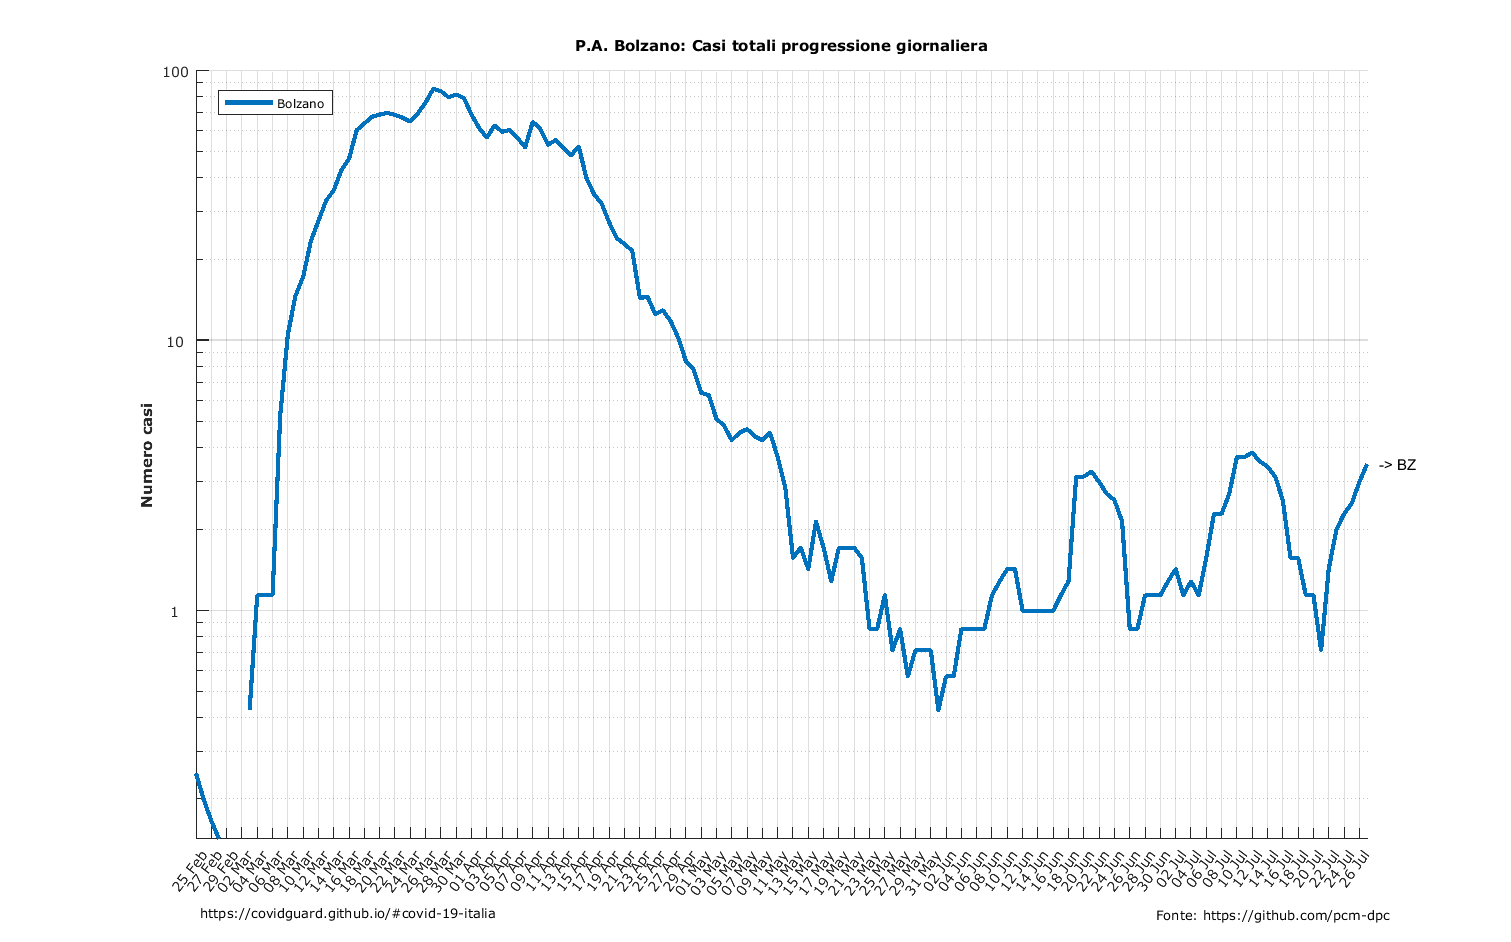 P.A. Bolzano: Casi totali progressione giornaliera
100
Bolzano
10
Numero casi
-> BZ
1
25 Feb
27 Feb
29 Feb
02 Mar
04 Mar
06 Mar
08 Mar
10 Mar
12 Mar
14 Mar
16 Mar
18 Mar
20 Mar
22 Mar
24 Mar
26 Mar
28 Mar
30 Mar
01 Apr
03 Apr
05 Apr
07 Apr
09 Apr
11 Apr
13 Apr
15 Apr
17 Apr
19 Apr
21 Apr
23 Apr
25 Apr
27 Apr
29 Apr
01 May
03 May
05 May
07 May
09 May
11 May
13 May
15 May
17 May
19 May
21 May
23 May
25 May
27 May
29 May
31 May
02 Jun
04 Jun
06 Jun
08 Jun
10 Jun
12 Jun
14 Jun
16 Jun
18 Jun
20 Jun
22 Jun
24 Jun
26 Jun
28 Jun
30 Jun
02 Jul
04 Jul
06 Jul
08 Jul
10 Jul
12 Jul
14 Jul
16 Jul
18 Jul
20 Jul
22 Jul
24 Jul
26 Jul
https://covidguard.github.io/#covid-19-italia
Fonte: https://github.com/pcm-dpc